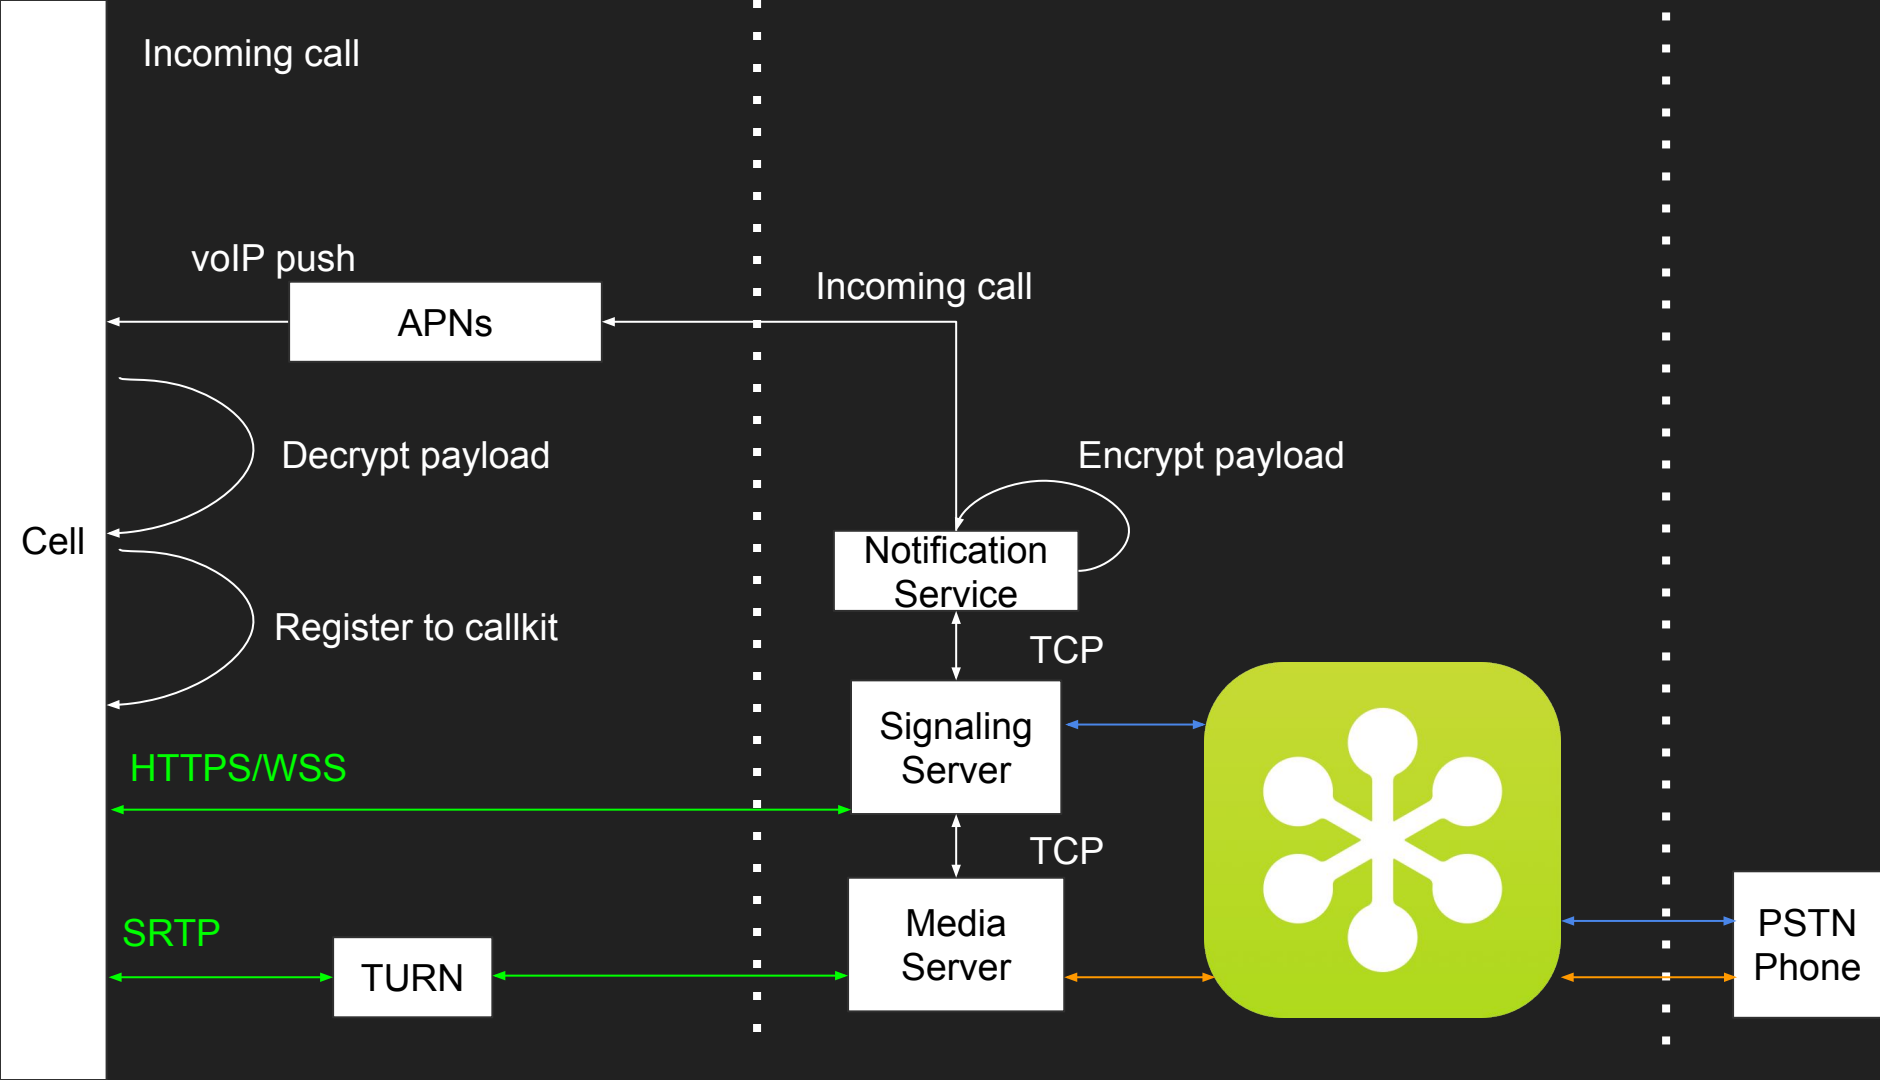 Incoming call
voIP push
APNs
Incoming call
Decrypt payload
Encrypt payload
Cell
Notification
Service
Register to callkit
TCP
Signaling
Server
HTTPS/WSS
TCP
Media
Server
SRTP
TURN
PSTN
Phone